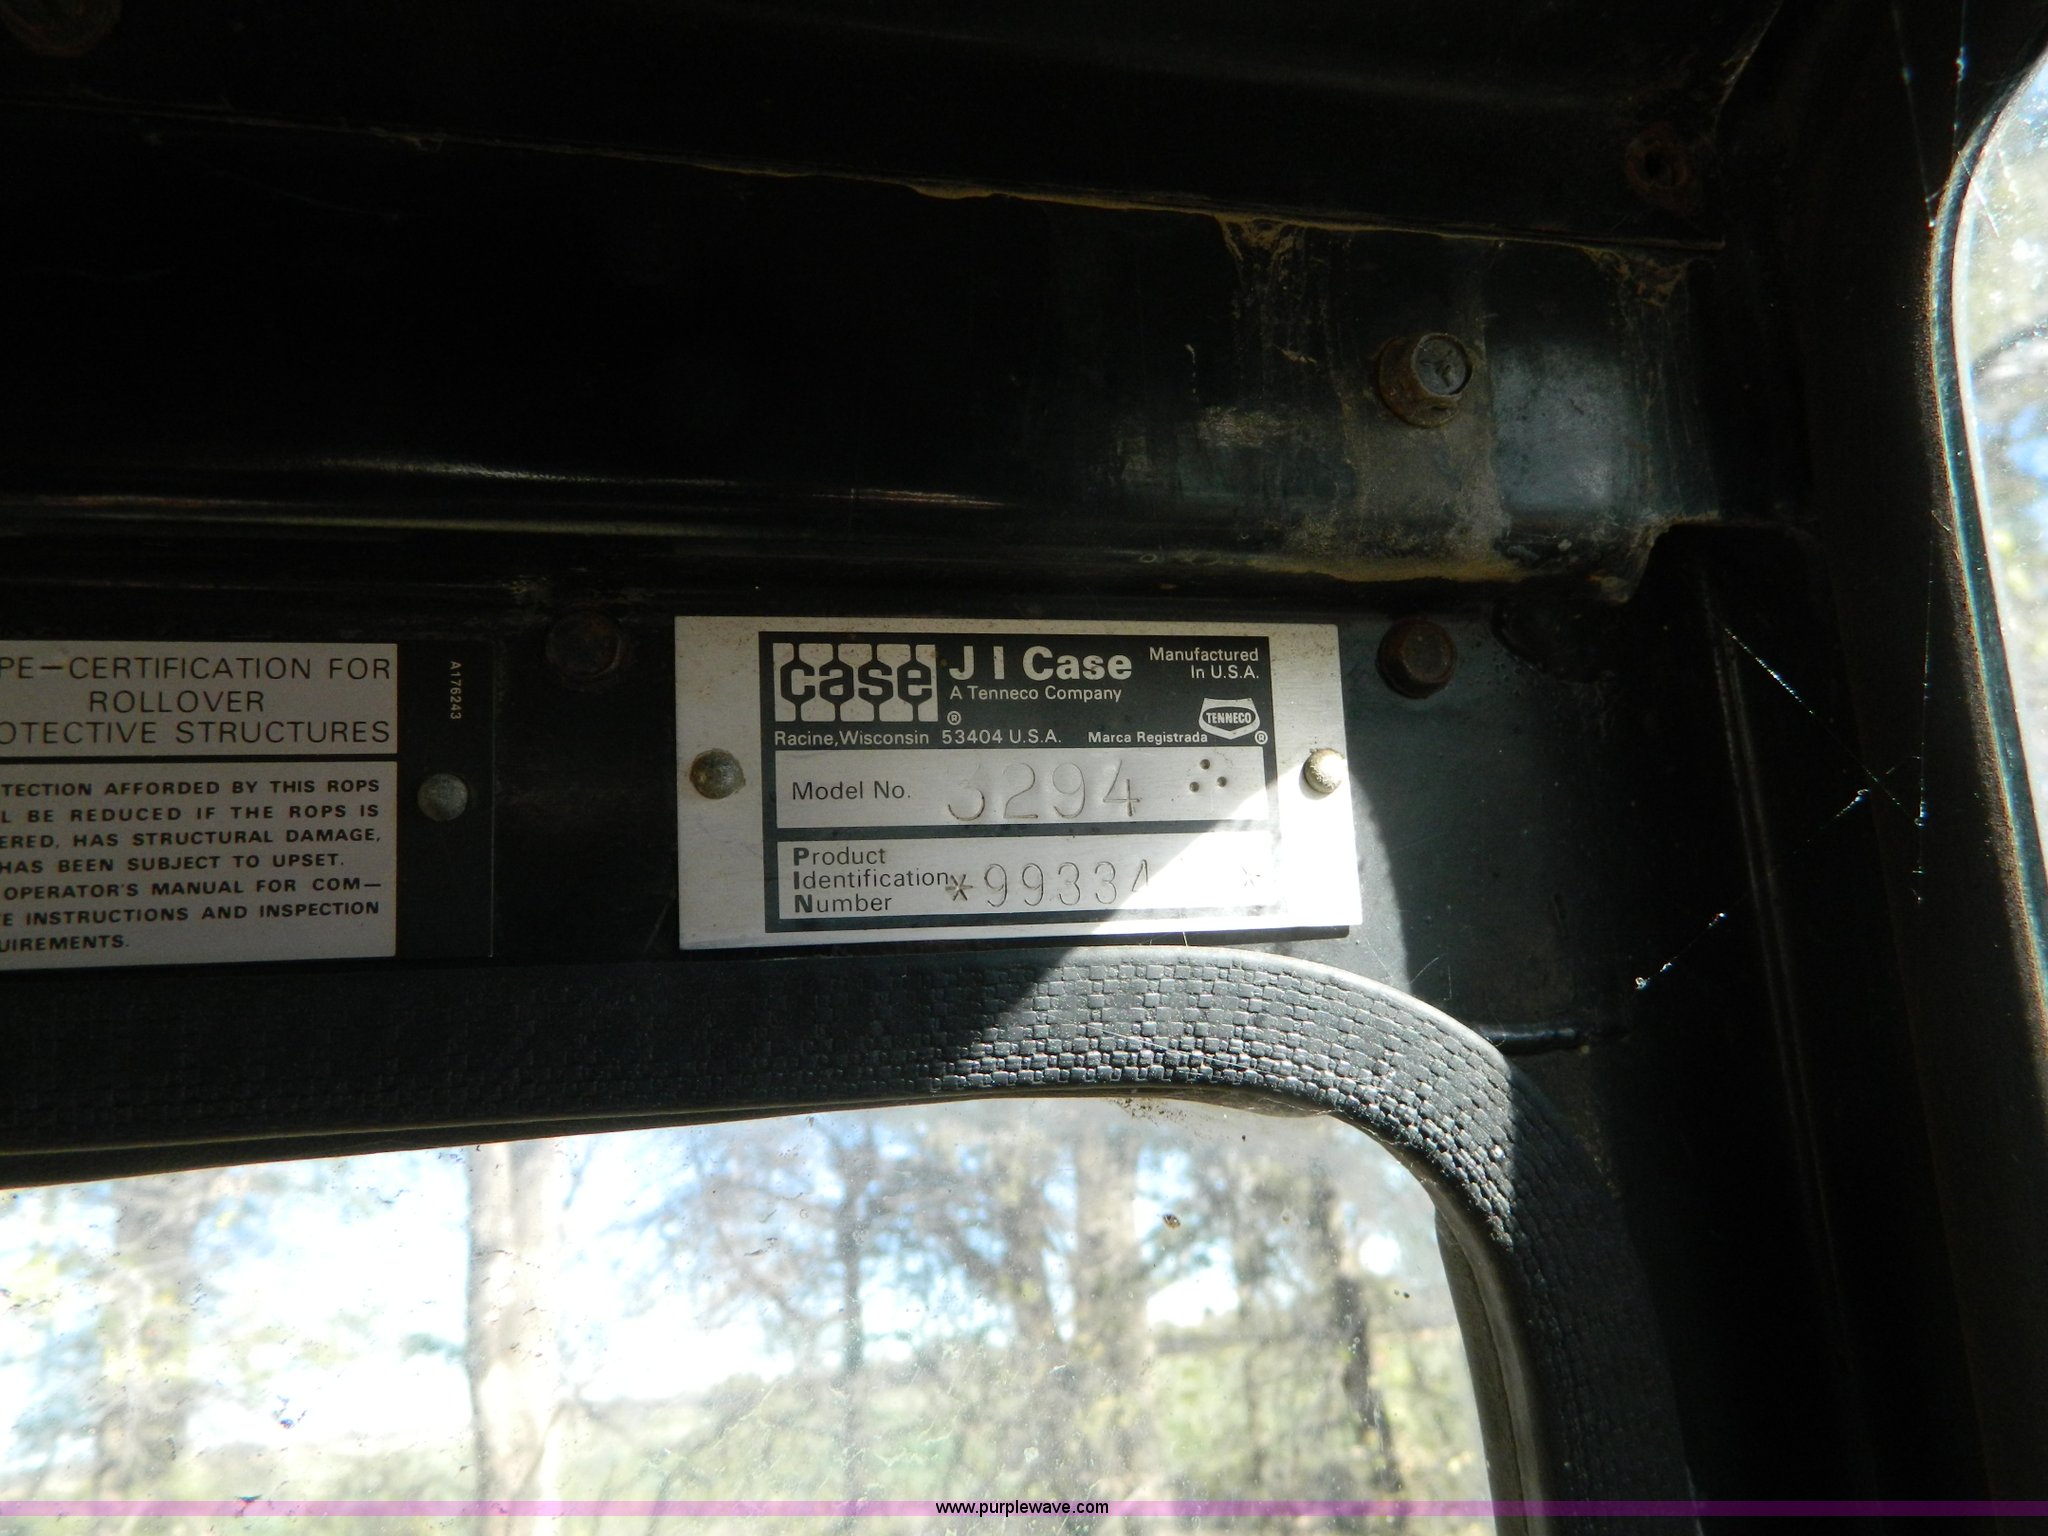 PE—CERTIFICATION FOR
ROLLOVER
OTECTIVE STRUCTURES
TECTION AFFORDED BY THIS ROPS
L BE REDUCED IF THE ROPS IS
ERED, HAS STRUCTURAL DAMAGE,
HAS BEEN SUBJECT TO UPSET.
OPERATOR'S MANUAL FOR COM—
E INSTRUCTIONS AND INSPECTION
UIREMENTS.
A176243
case ®
J I Case
A Tenneco Company
Manufactured
In U.S.A.
TENNECO ®
Racine, Wisconsin 53404 U.S.A. Marca Registrada
Model No. 3294
Product
Identification
Number *99334
www.purplewave.com